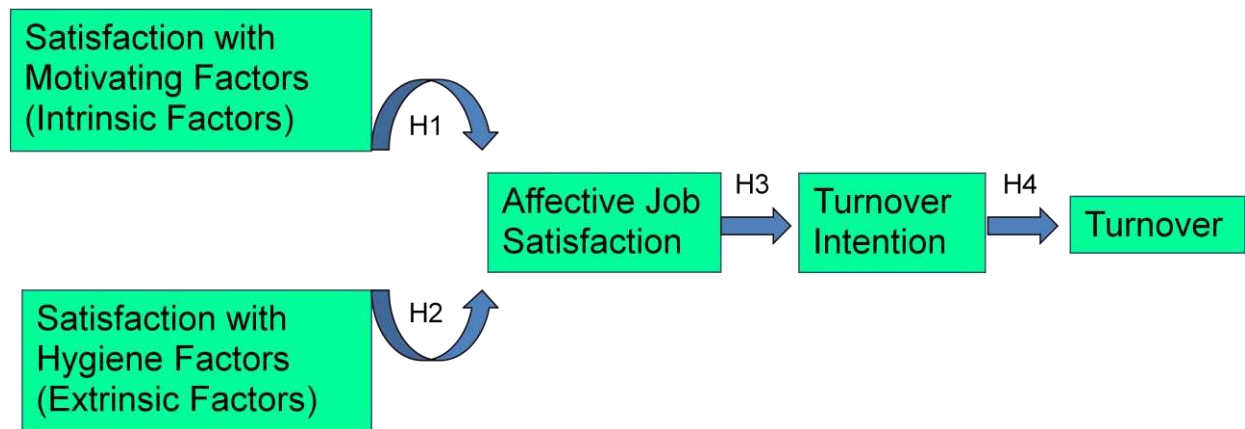 Satisfaction with
Motivating Factors
(Intrinsic Factors)
H1
Affective Job
Satisfaction
H3
Turnover
Intention
H4
Turnover
H2
Satisfaction with
Hygiene Factors
(Extrinsic Factors)